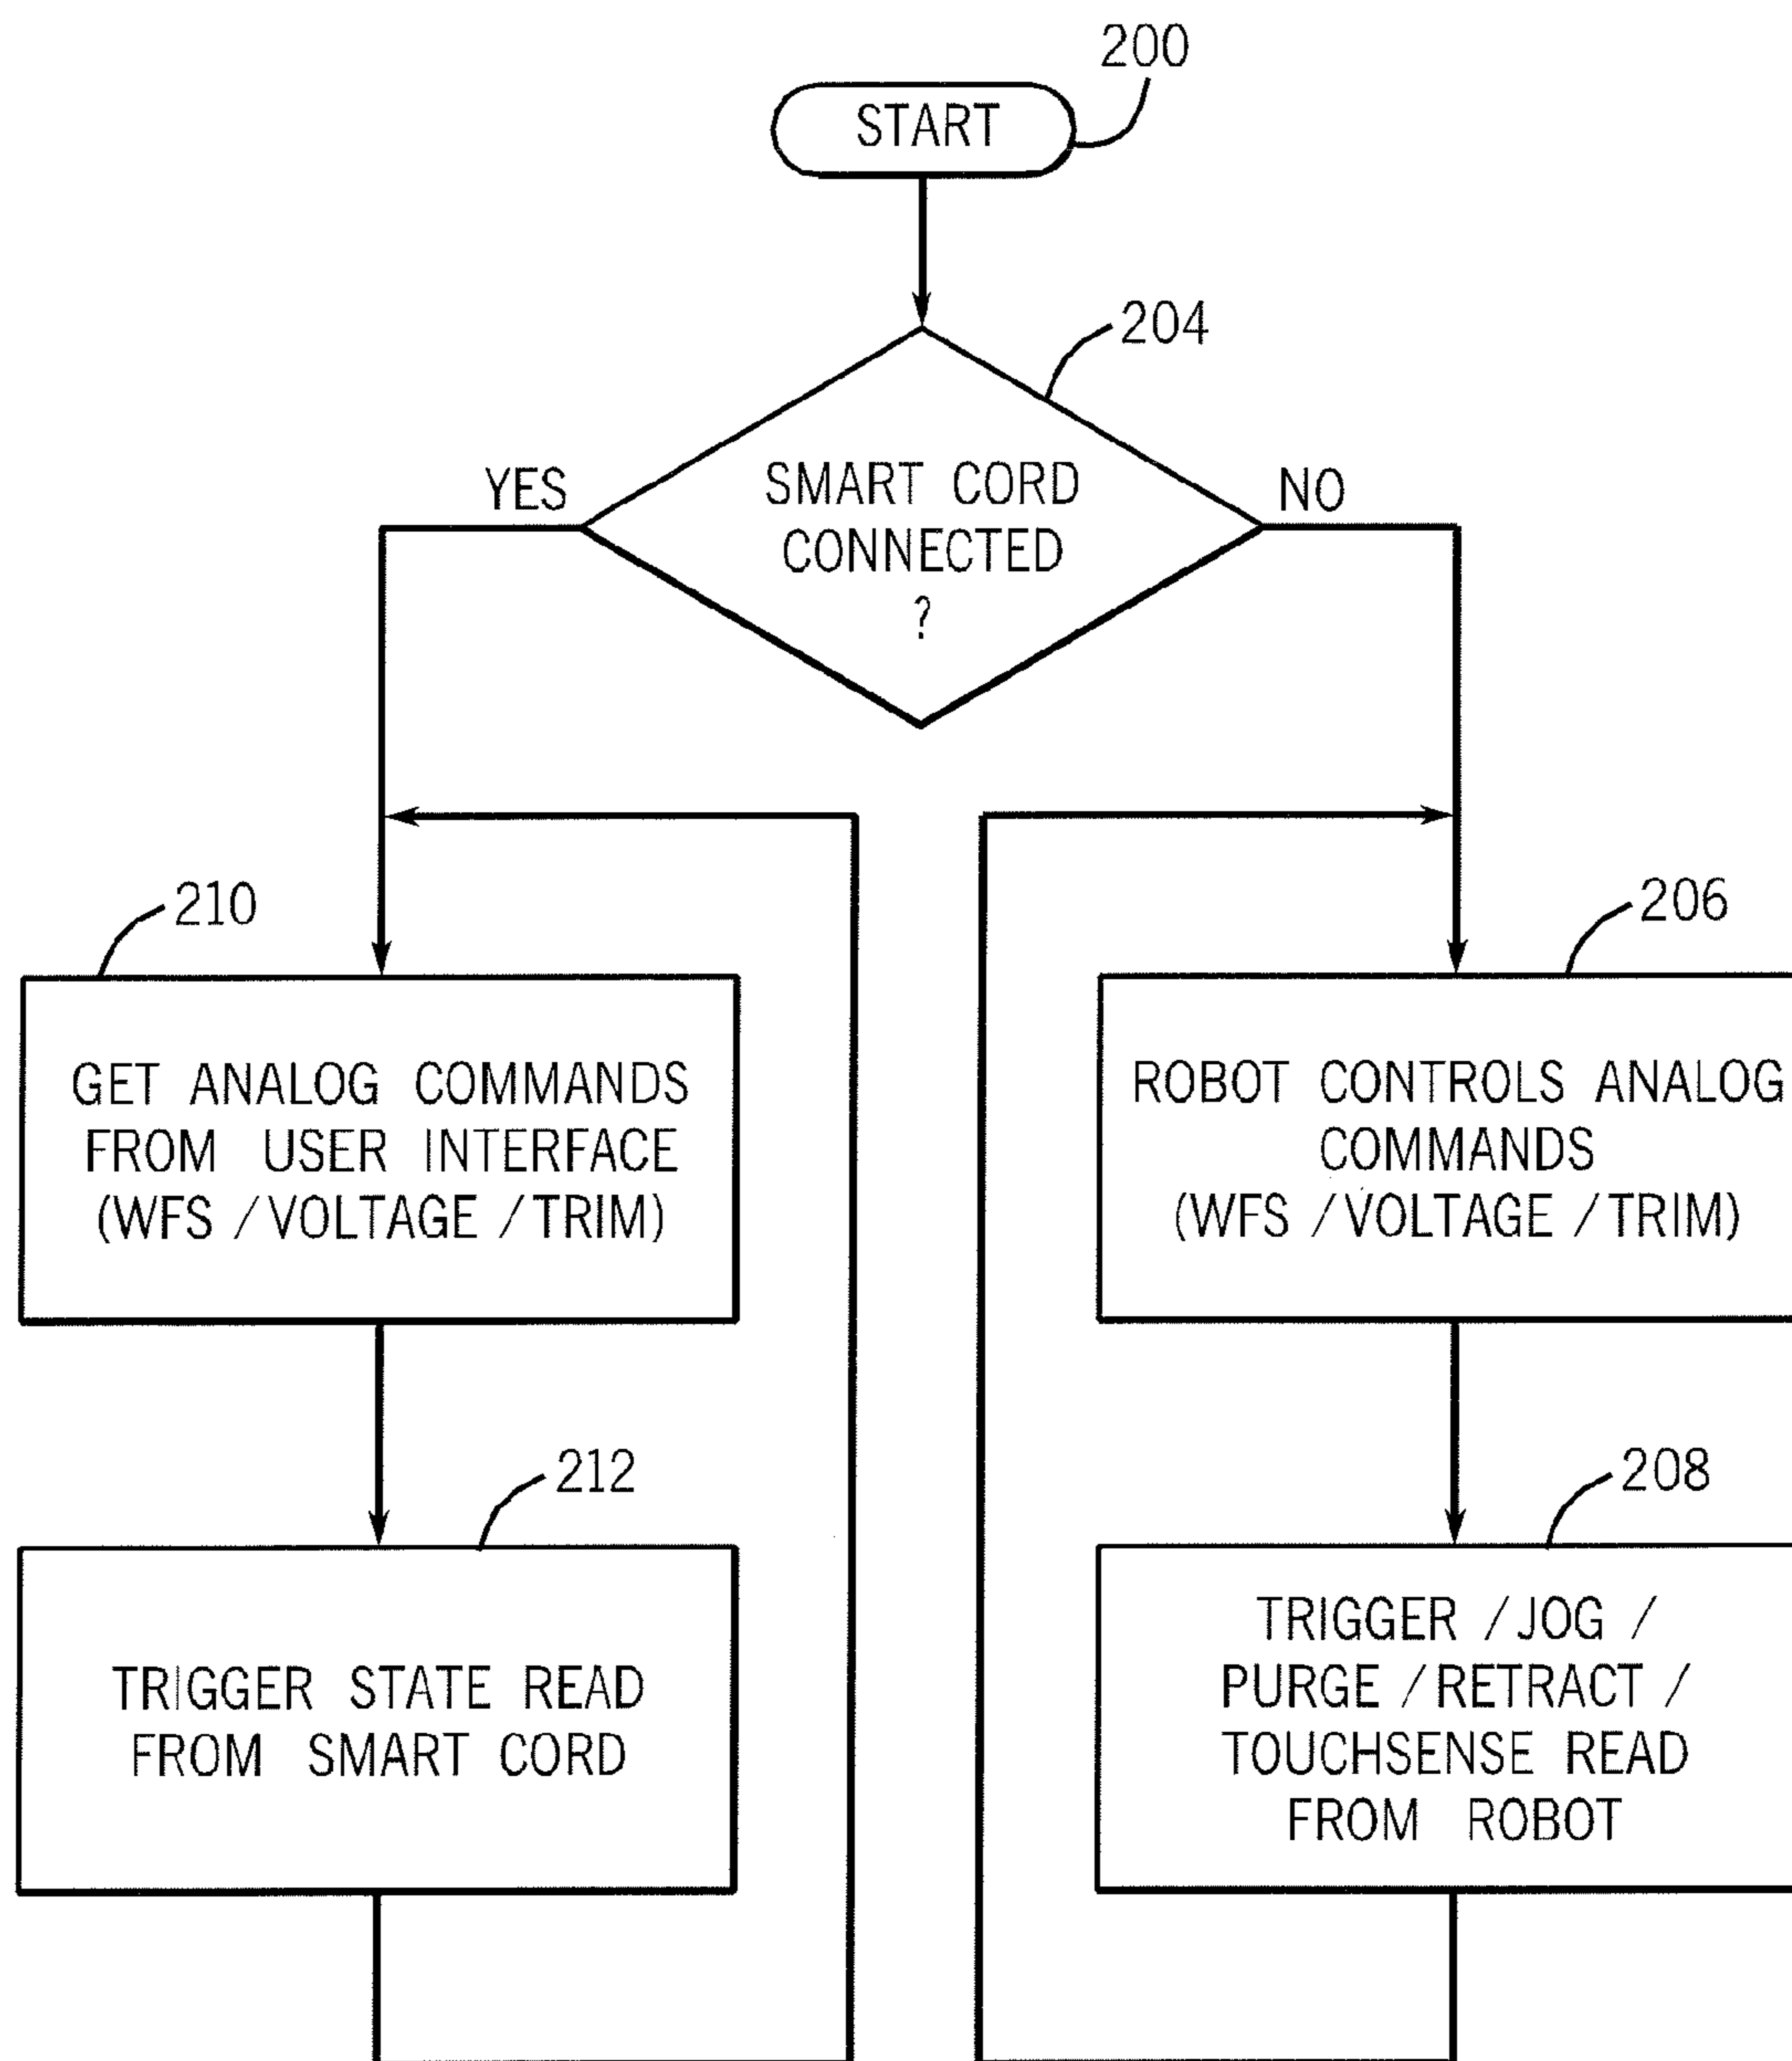 200
START
204
SMART CORD
CONNECTED
?
YES
NO
210
206
GET ANALOG COMMANDS
FROM USER INTERFACE
(WFS / VOLTAGE / TRIM)
ROBOT CONTROLS ANALOG
COMMANDS
(WFS / VOLTAGE / TRIM)
212
208
TRIGGER STATE READ
FROM SMART CORD
TRIGGER / JOG /
PURGE / RETRACT /
TOUCHSENSE READ
FROM ROBOT